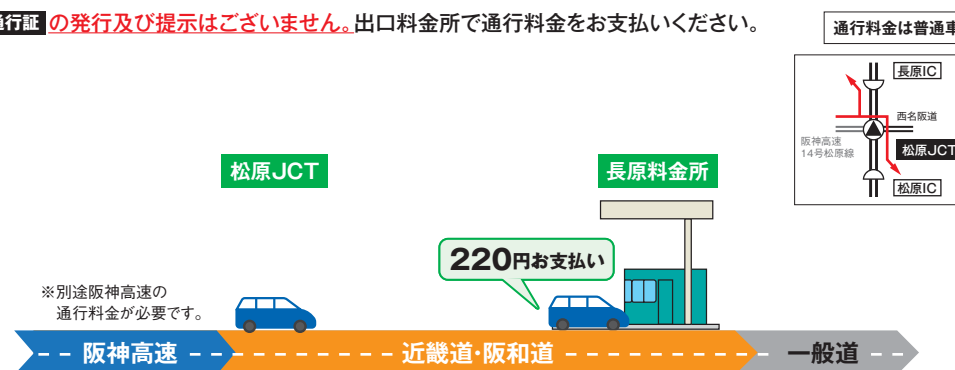 通行証 の発行及び提示はございません。出口料金所で通行料金をお支払いください。
通行料金は普通車
長原IC
西名阪道
阪神高速
14号松原線
松原JCT
松原IC
松原JCT
長原料金所
220円お支払い
※別途阪神高速の
通行料金が必要です。
阪神高速
近畿道・阪和道
一般道